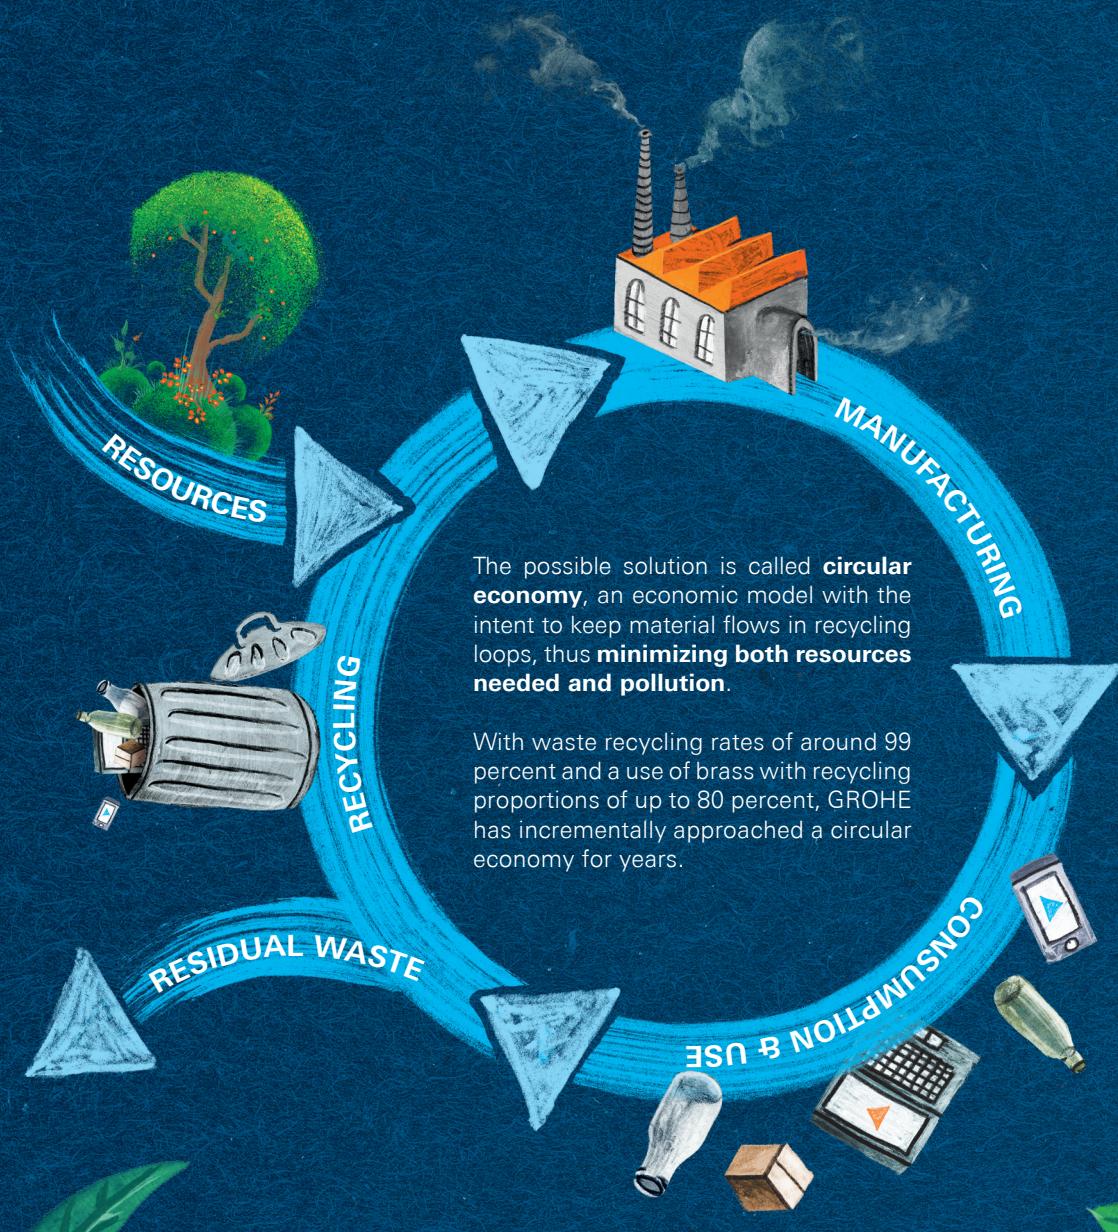 RESOURCES
MANUFACTURING
The possible solution is called circular
economy, an economic model with the
intent to keep material flows in recycling
loops, thus minimizing both resources
needed and pollution.
With waste recycling rates of around 99
percent and a use of brass with recycling
proportions of up to 80 percent, GROHE
has incrementally approached a circular
economy for years.
RECYCLING
CONSUMPTION & USE
RESIDUAL WASTE